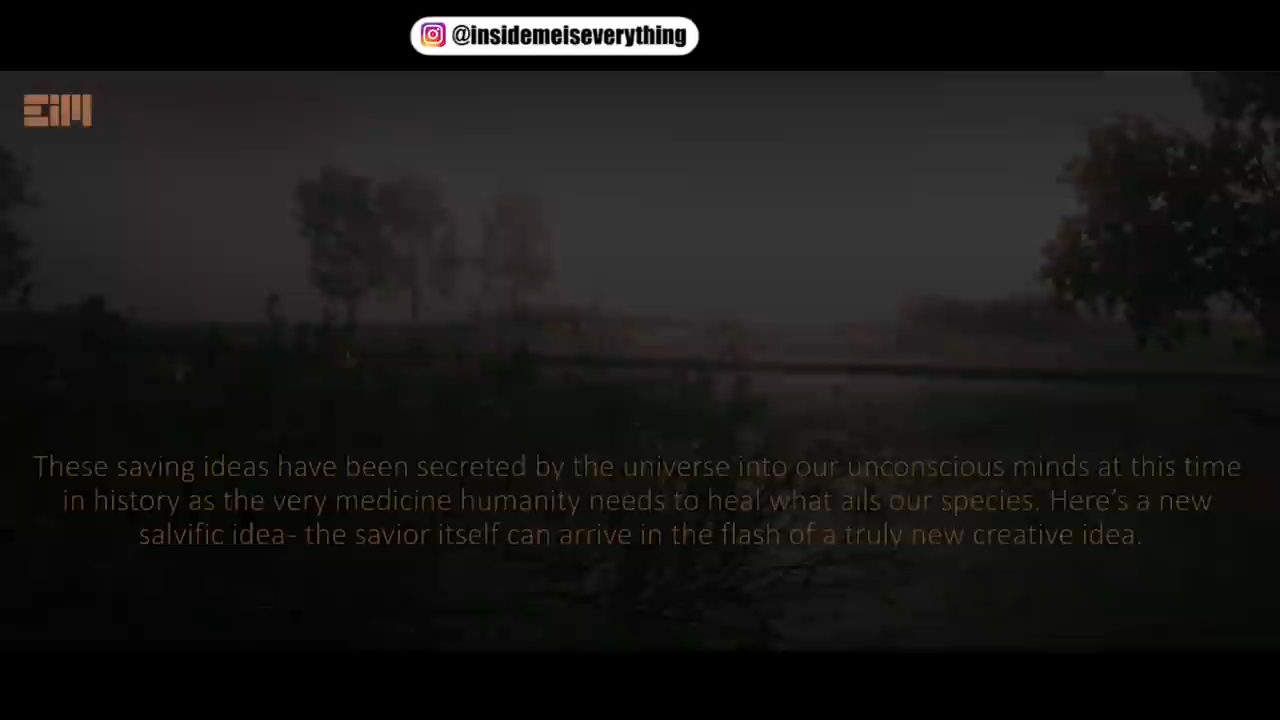 @insidemeiseverything
EiM
These saving ideas have been secreted by the universe into our unconscious minds at this time
in history as the very medicine humanity needs to heal what ails our species. Here’s a new
salvific idea- the savior itself can arrive in the flash of a truly new creative idea.